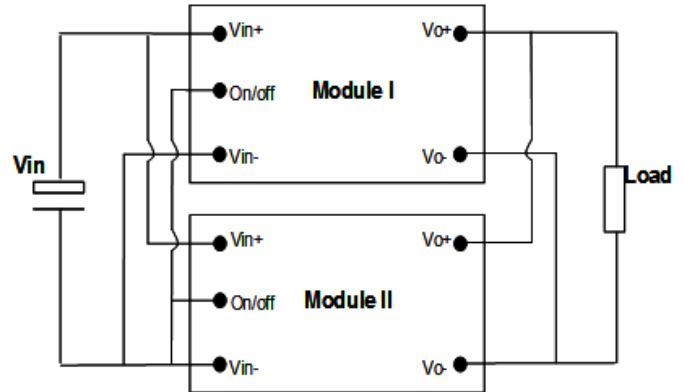 Vin+
Vo+
On/off
Module I
Vin-
Vo-
Vin
Load
Vin+
Vo+
On/off
Module II
Vin-
Vo-